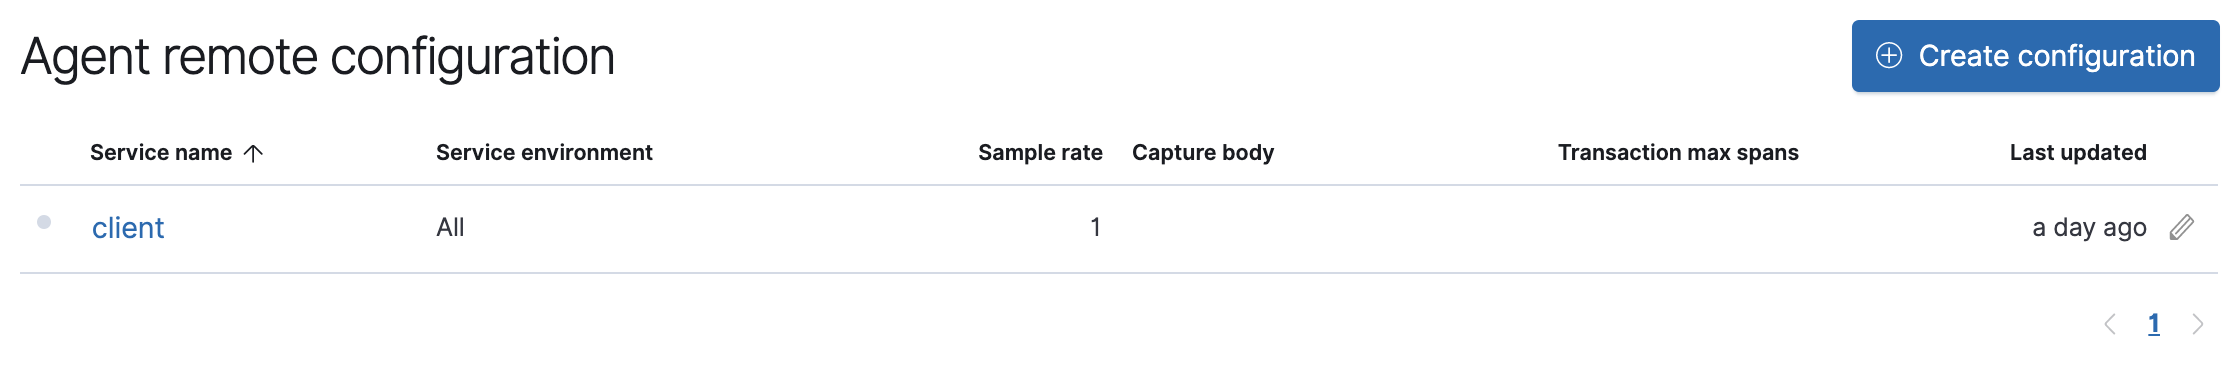 Agent remote configuration
Create configuration
Service name Service environment Sample rate Capture body Transaction max spans Last updated
client All 1 a day ago
1